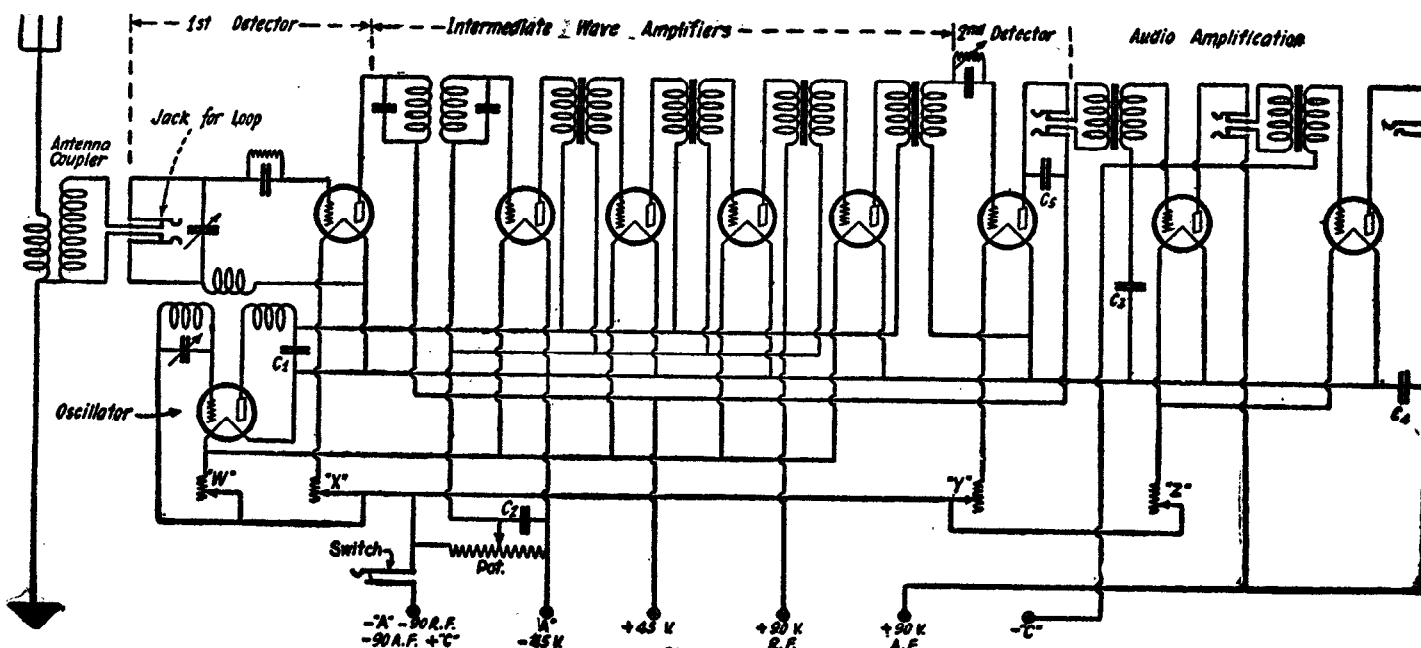 1st Detector
Intermediate Wave Amplifiers
2nd Detector
Audio Amplification
Jack for Loop
Antenna
Coupler
C5
C3
C1
Oscillator
C4
"W"
"X"
"Y"
"Z"
C2
Switch
Pot.
-"A" -90 R.F.
-90 A.F. +"C"
"A"
-45 V.
+45 V.
+90 V.
R.F.
+90 V.
A.F.
-"C"